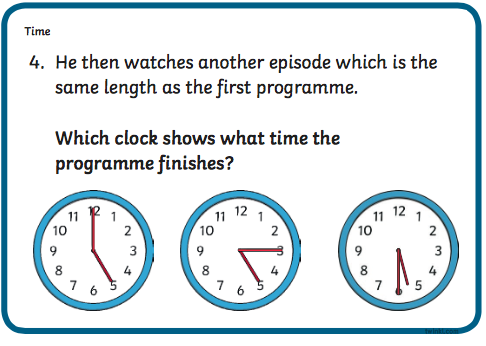 Time
4. He then watches another episode which is the
same length as the first programme.
Which clock shows what time the
programme finishes?
12 1 2 3 4 5 6 7 8 9 10 11
12 1 2 3 4 5 6 7 8 9 10 11
12 1 2 3 4 5 6 7 8 9 10 11